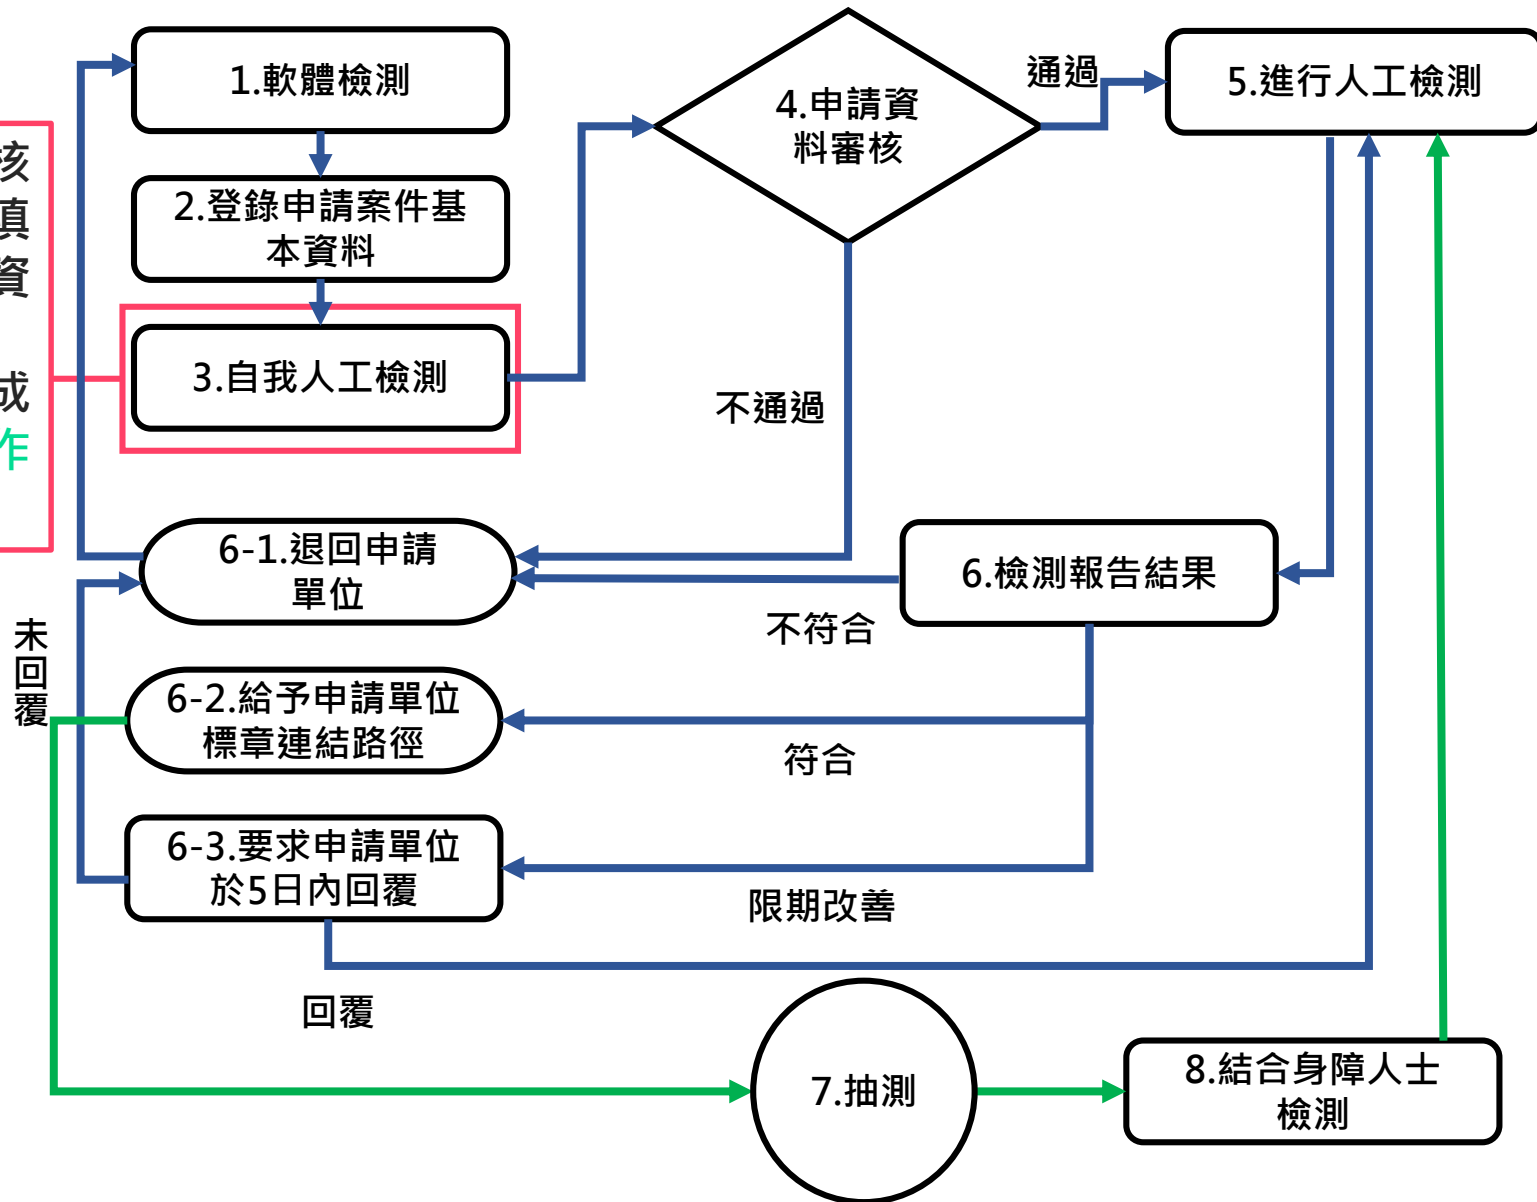 1.軟體檢測
2.登錄申請案件基
本資料
3.自我人工檢測
4.申請資
料審核
通過
5.進行人工檢測
核
填
資
成
作
不通過
6-1.退回申請
單位
6.檢測報告結果
不符合
未回覆
6-2.給予申請單位
標章連結路徑
符合
6-3.要求申請單位
於5日內回覆
限期改善
回覆
7.抽測
8.結合身障人士
檢測